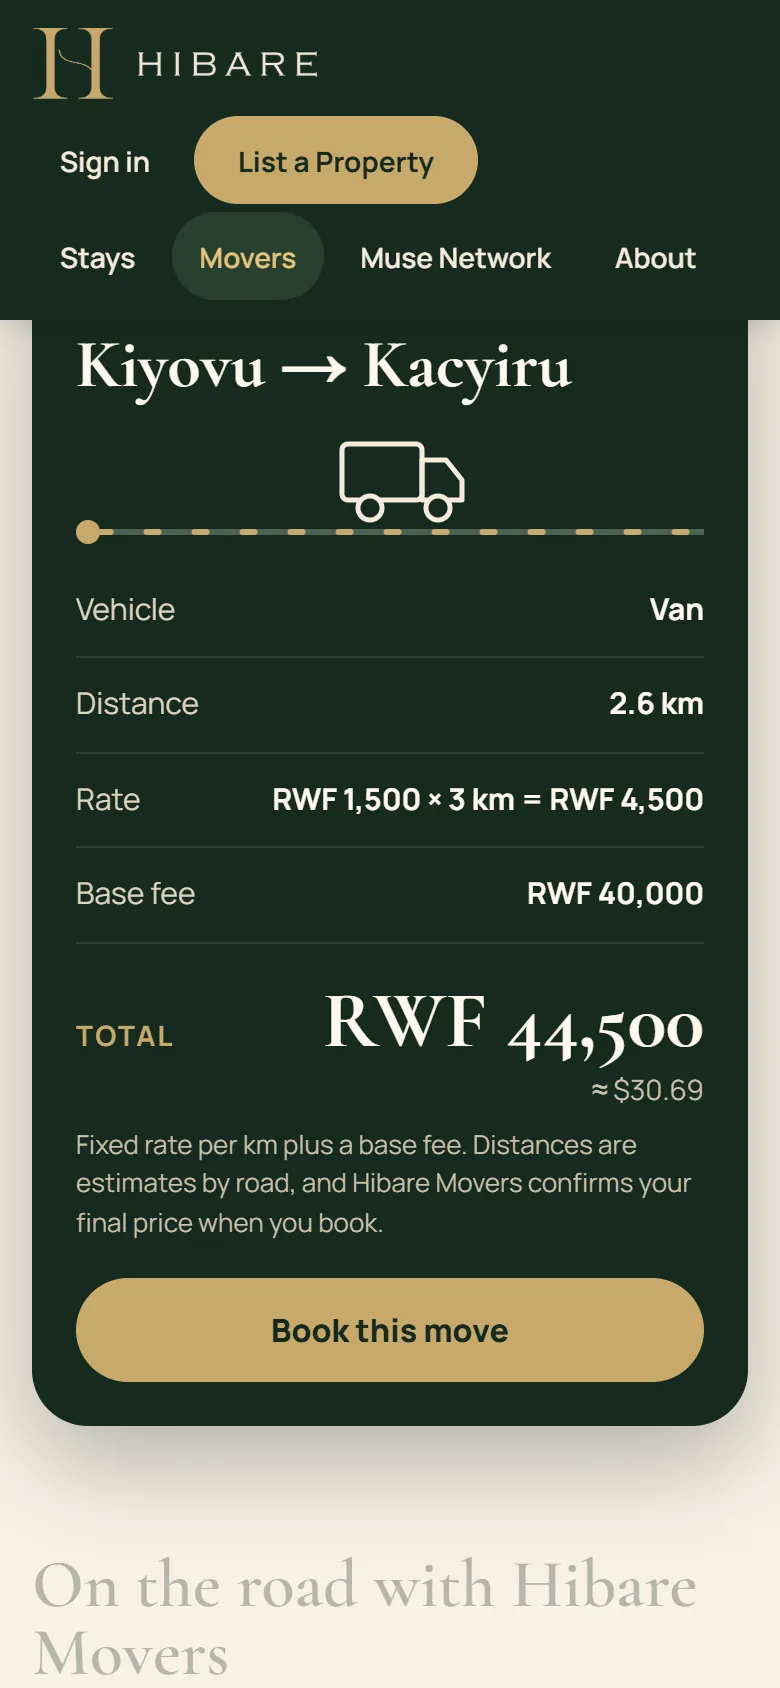 HIBARE
Sign in
List a Property
Stays
Movers
Muse Network
About
Kiyovu → Kacyiru
Vehicle Van
Distance 2.6 km
Rate RWF 1,500 × 3 km = RWF 4,500
Base fee RWF 40,000
TOTAL RWF 44,500
≈ $30.69
Fixed rate per km plus a base fee. Distances are
estimates by road, and Hibare Movers confirms your
final price when you book.
Book this move
On the road with Hibare
Movers